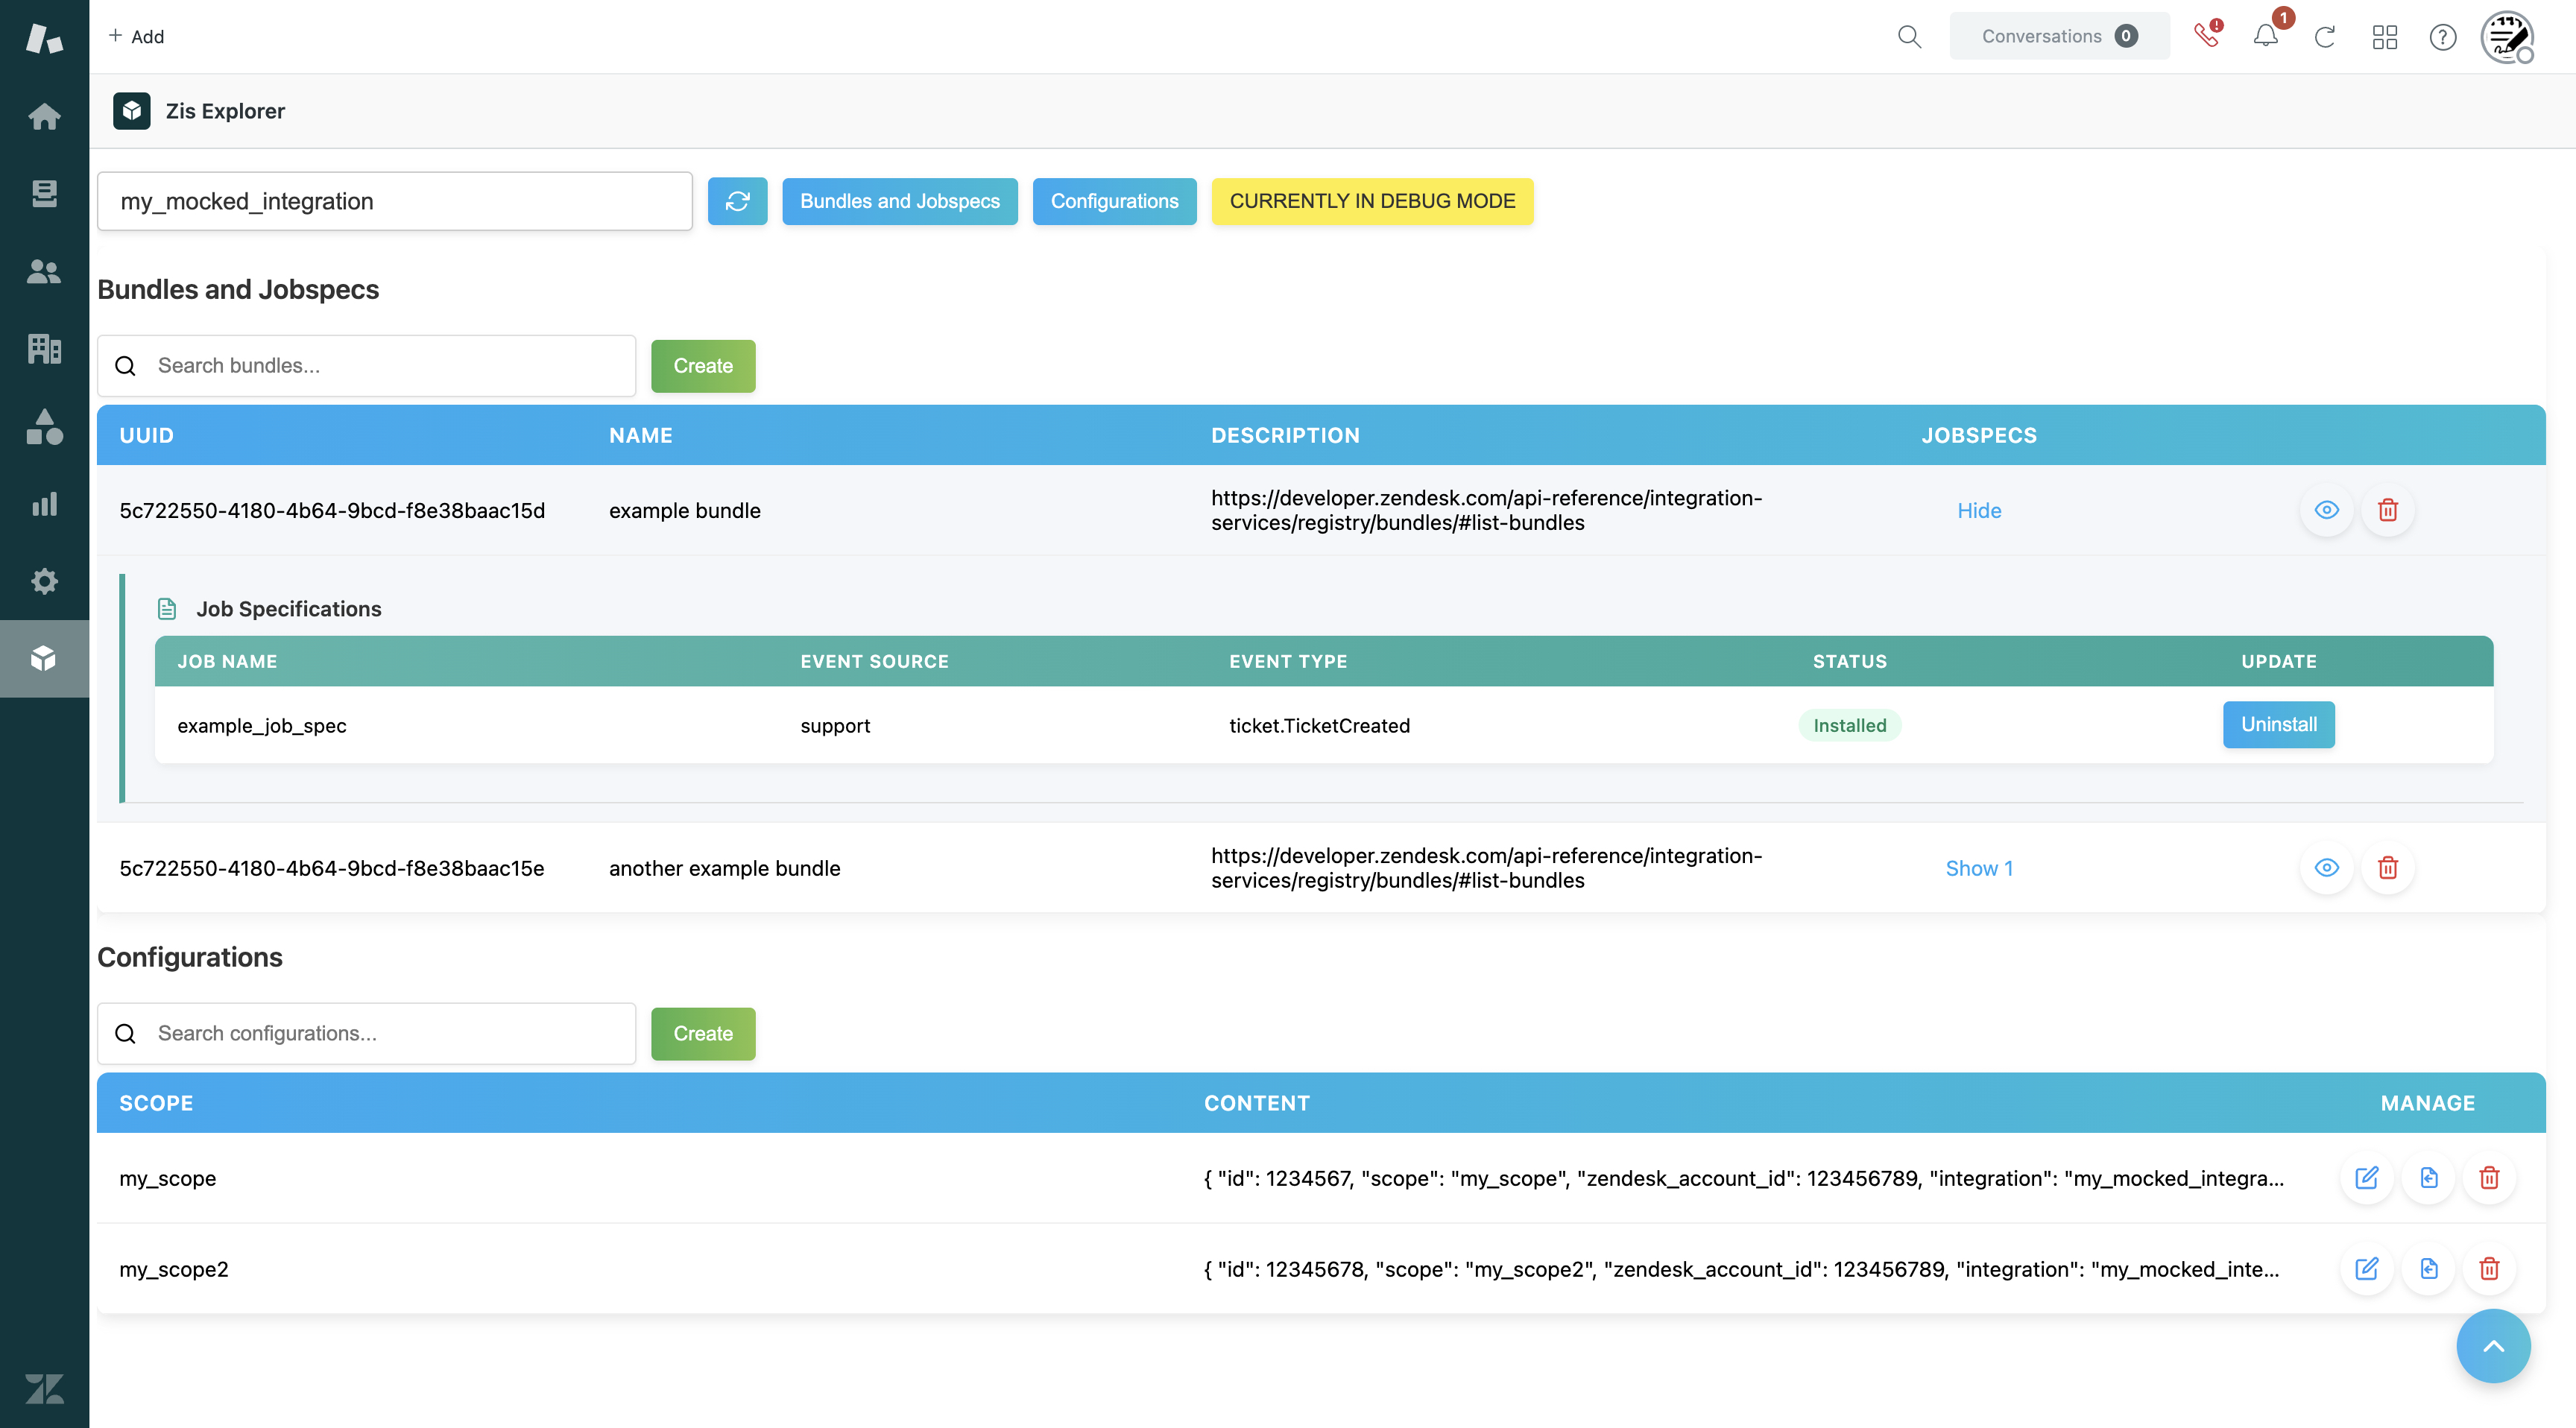 + Add
Conversations 0
!
1
?
Zis Explorer
my_mocked_integration
Bundles and Jobspecs
Configurations
CURRENTLY IN DEBUG MODE
Bundles and Jobspecs
Search bundles...
Create
UUID NAME DESCRIPTION JOBSPECS
5c722550-4180-4b64-9bcd-f8e38baac15d example bundle https://developer.zendesk.com/api-reference/integration-
services/registry/bundles/#list-bundles Hide
Job Specifications
JOB NAME EVENT SOURCE EVENT TYPE STATUS UPDATE
example_job_spec support ticket.TicketCreated Installed Uninstall
5c722550-4180-4b64-9bcd-f8e38baac15e another example bundle https://developer.zendesk.com/api-reference/integration-
services/registry/bundles/#list-bundles Show 1
Configurations
Search configurations...
Create
SCOPE CONTENT MANAGE
my_scope { "id": 1234567, "scope": "my_scope", "zendesk_account_id": 123456789, "integration": "my_mocked_integra...
my_scope2 { "id": 12345678, "scope": "my_scope2", "zendesk_account_id": 123456789, "integration": "my_mocked_inte...